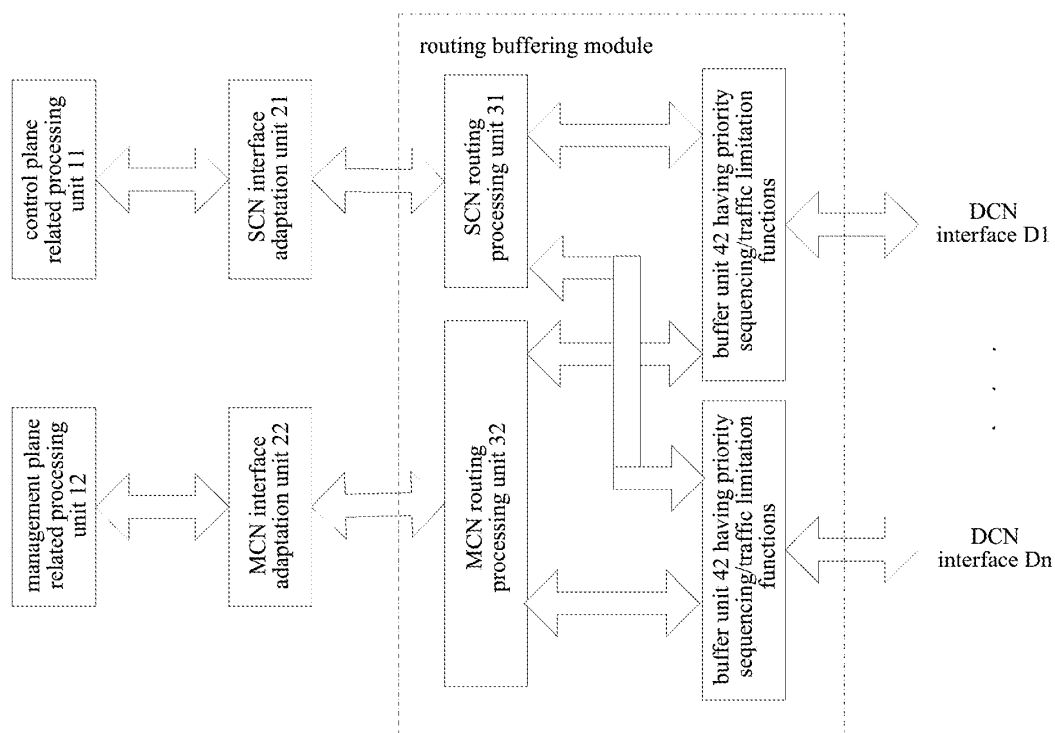 routing buffering module
control plane
related processing
unit 11
SCN interface
adaptation unit 21
SCN routing
processing unit 31
buffer unit 42 having priority
sequencing/traffic limitation
functions
DCN
interface D1
management plane
related processing
unit 12
MCN interface
adaptation unit 22
MCN routing
processing unit 32
buffer unit 42 having priority
sequencing/traffic limitation
functions
DCN
interface Dn